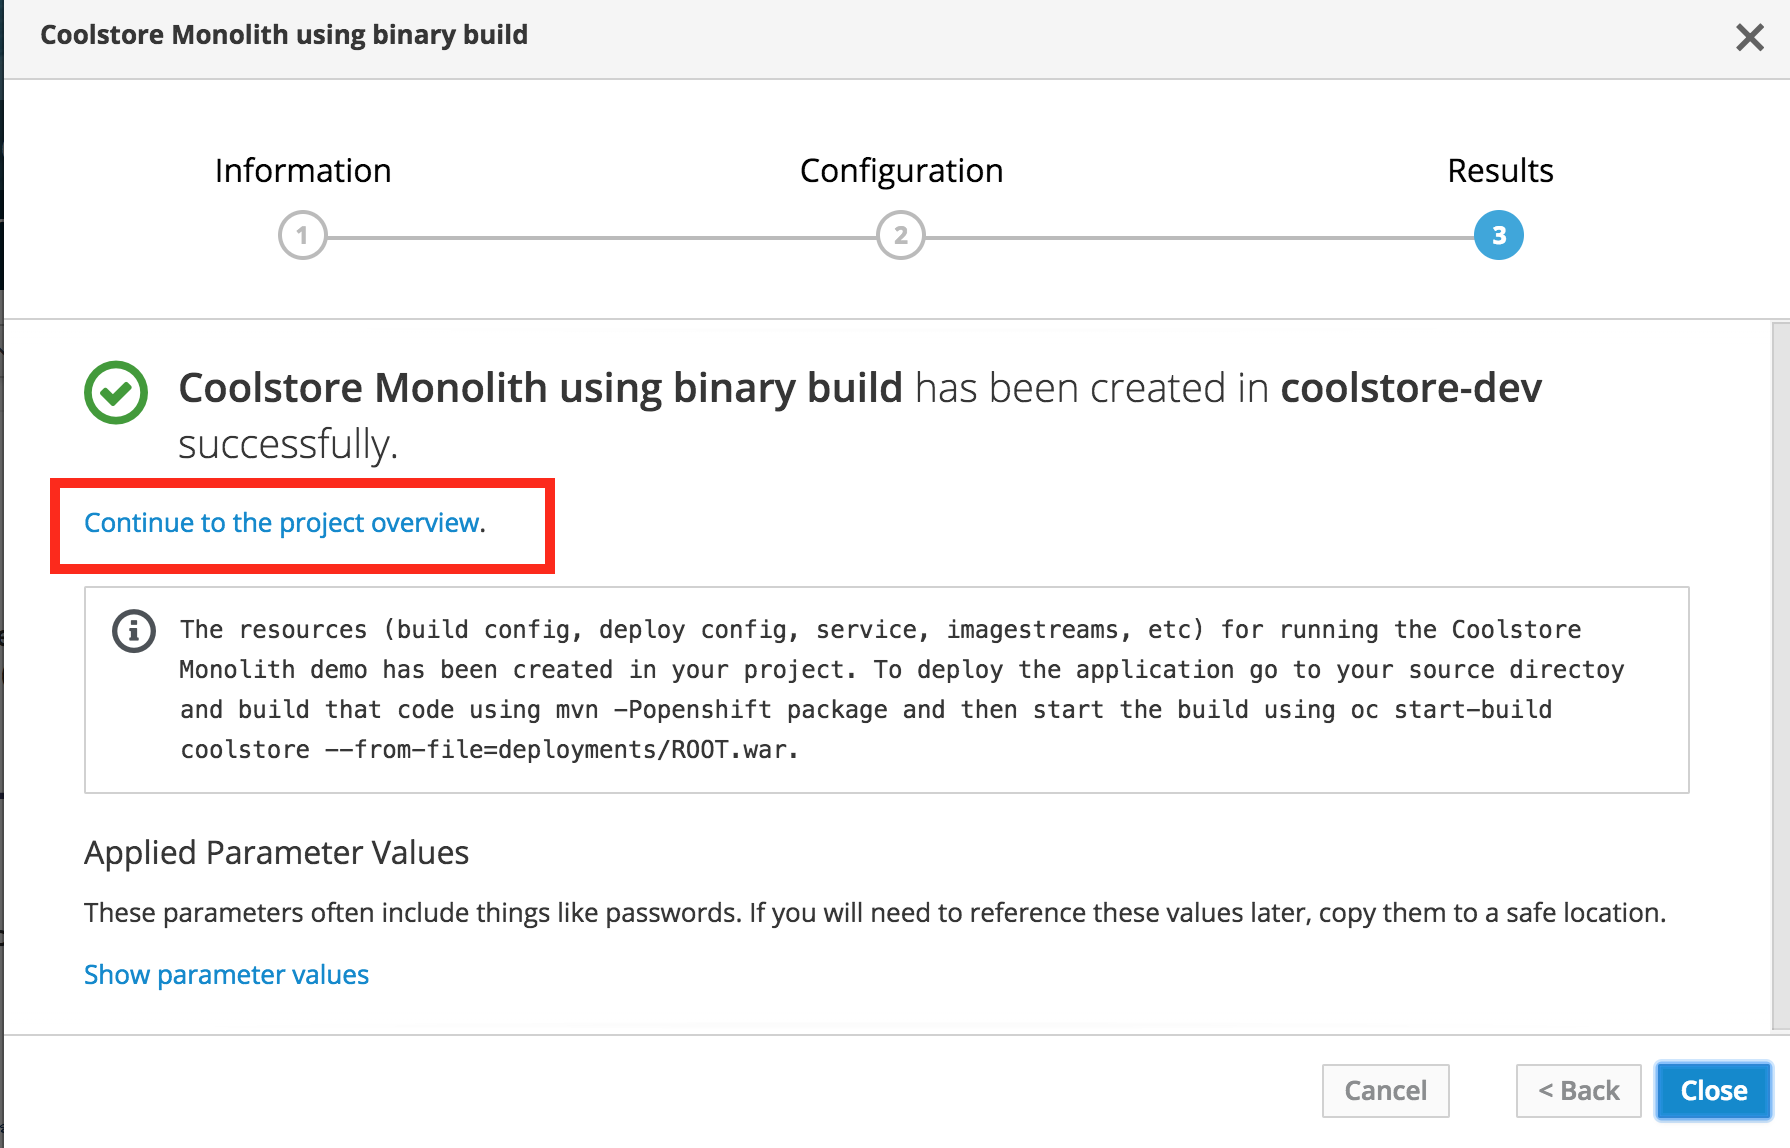 Coolstore Monolith using binary build
Information
Configuration
Results
1
2
3
Coolstore Monolith using binary build has been created in coolstore-dev
successfully.
Continue to the project overview.
The resources (build config, deploy config, service, imagestreams, etc) for running the Coolstore
Monolith demo has been created in your project. To deploy the application go to your source directoy
and build that code using mvn -Popenshift package and then start the build using oc start-build
coolstore --from-file=deployments/ROOT.war.
Applied Parameter Values
These parameters often include things like passwords. If you will need to reference these values later, copy them to a safe location.
Show parameter values
Cancel
< Back
Close